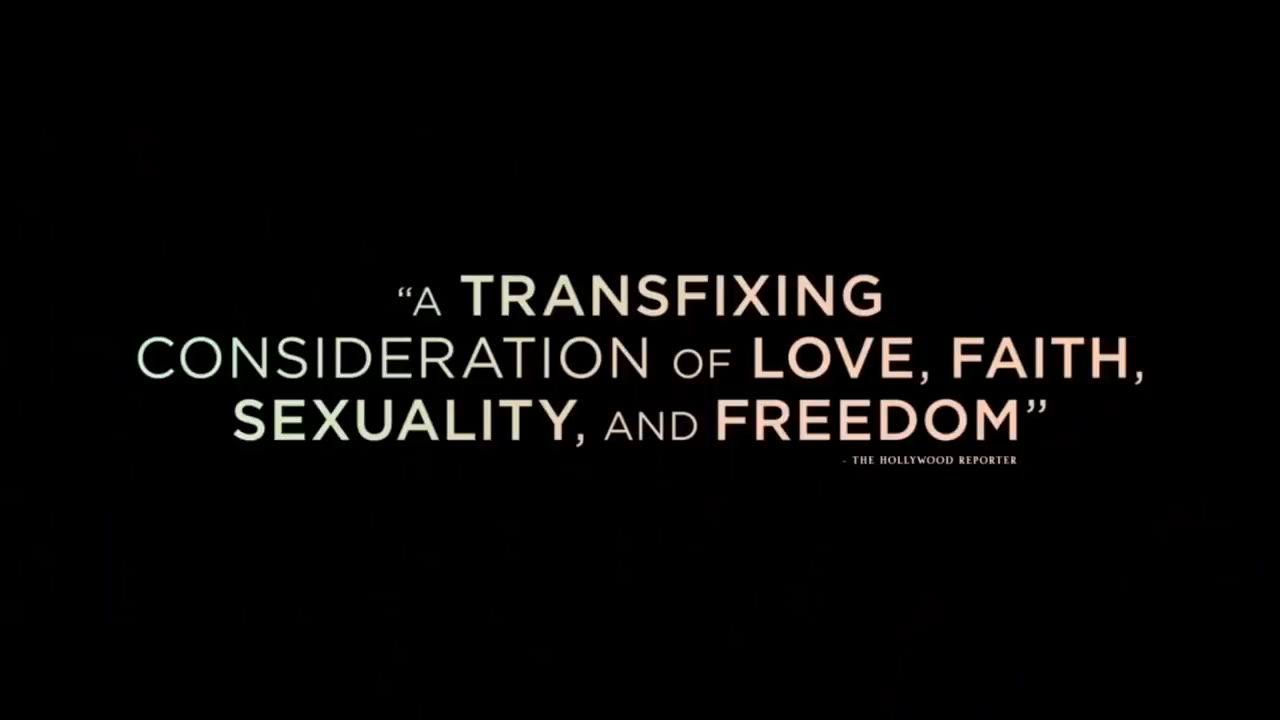 “A TRANSFIXING
CONSIDERATION OF LOVE, FAITH,
SEXUALITY, AND FREEDOM”
- THE HOLLYWOOD REPORTER